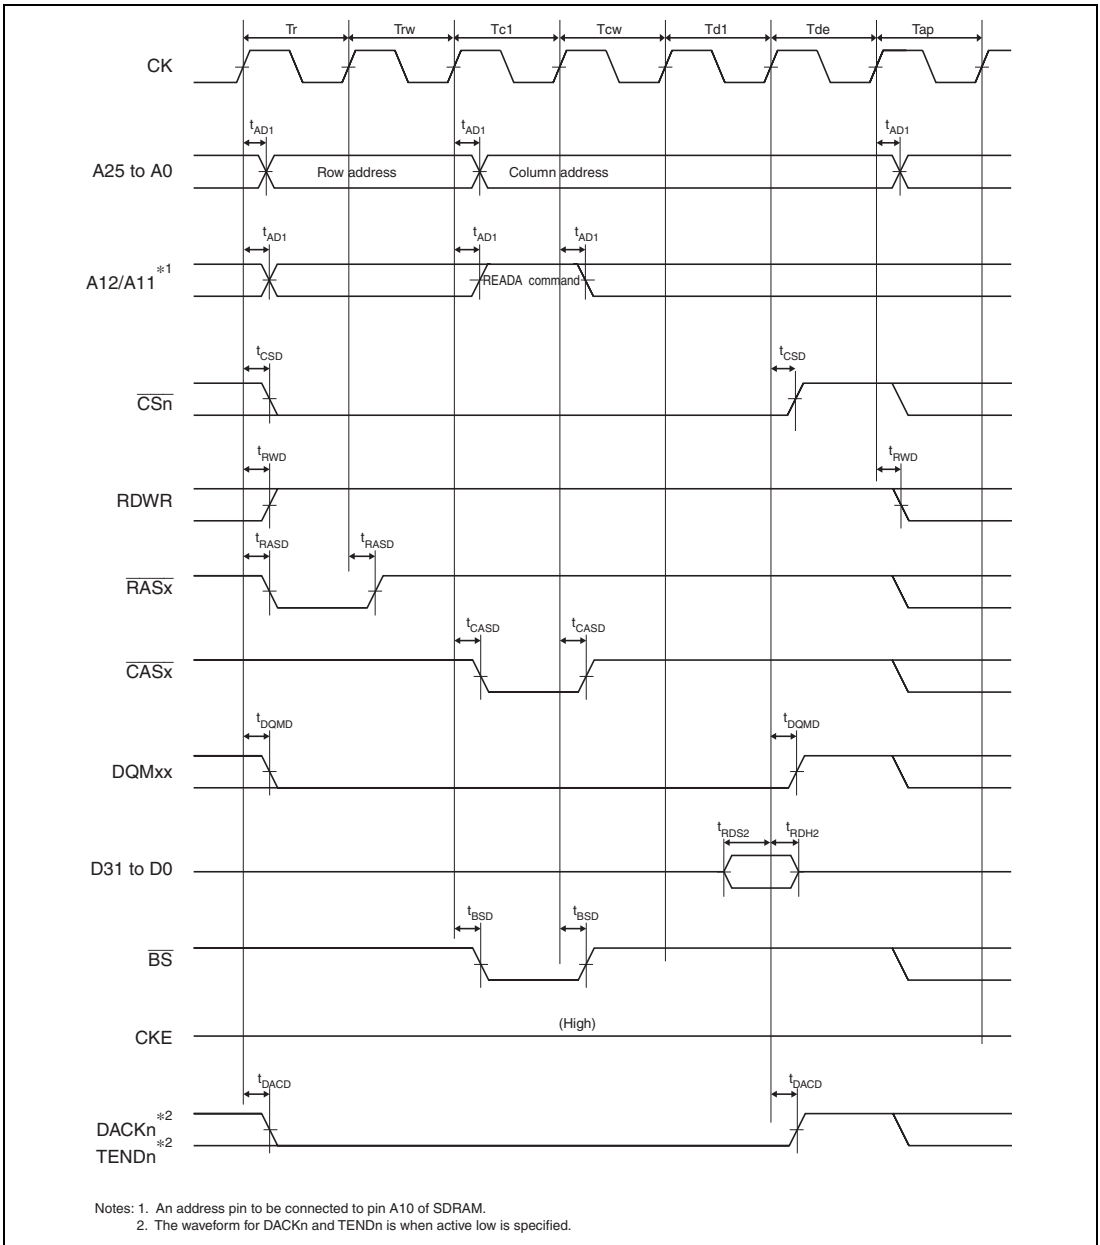 Tr Trw Tc1 Tcw Td1 Tde Tap
CK
tAD1 tAD1 tAD1
A25 to A0 Row address Column address
tAD1 tAD1 tAD1
A12/A11*1 READA command
tCSD tCSD
CSn
tRWD tRWD
RDWR
tRASD tRASD
RASx
tCASD tCASD
CASx
tDQMD tDQMD
DQMxx
tRDS2 tRDH2
D31 to D0
tBSD tBSD
BS
(High)
CKE
tDACD tDACD
DACKn*2
TENDn*2
Notes: 1. An address pin to be connected to pin A10 of SDRAM.
2. The waveform for DACKn and TENDn is when active low is specified.